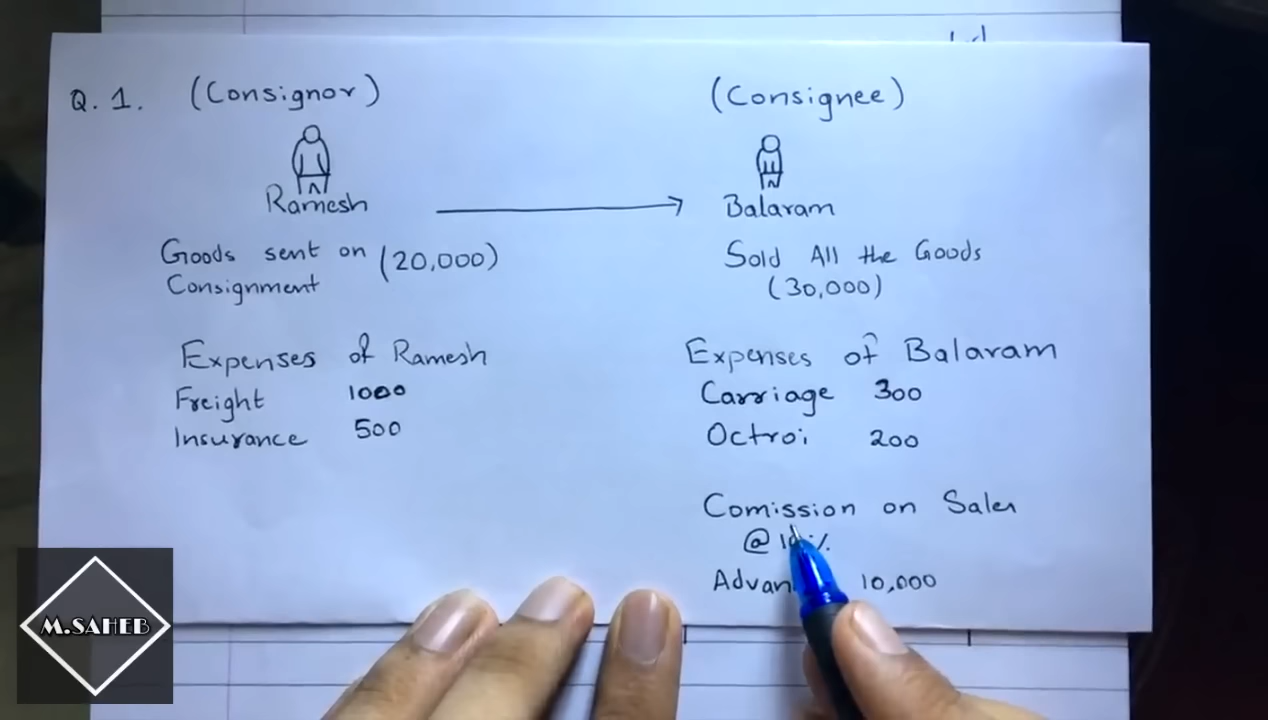 Q. 1. (Consignor)
(Consignee)
Ramesh
Balaram
Goods sent on (20,000)
Consignment
Sold All the Goods
(30,000)
Expenses of Ramesh
Freight 1000
Insurance 500
Expenses of Balaram
Carriage 300
Octroi 200
Comission on Sales
@ 10%
10,000
M.SAHEB